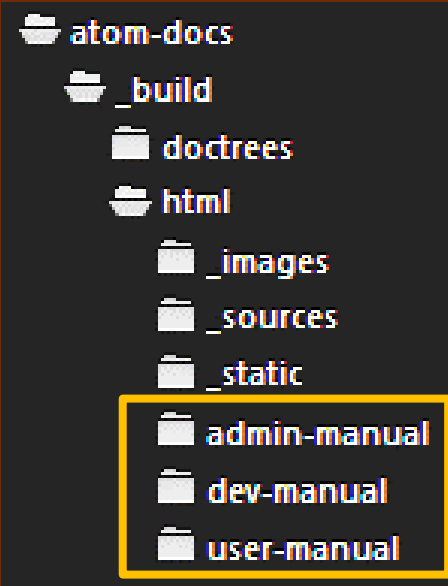 atom-docs
_build
doctrees
html
_images
_sources
_static
admin-manual
dev-manual
user-manual